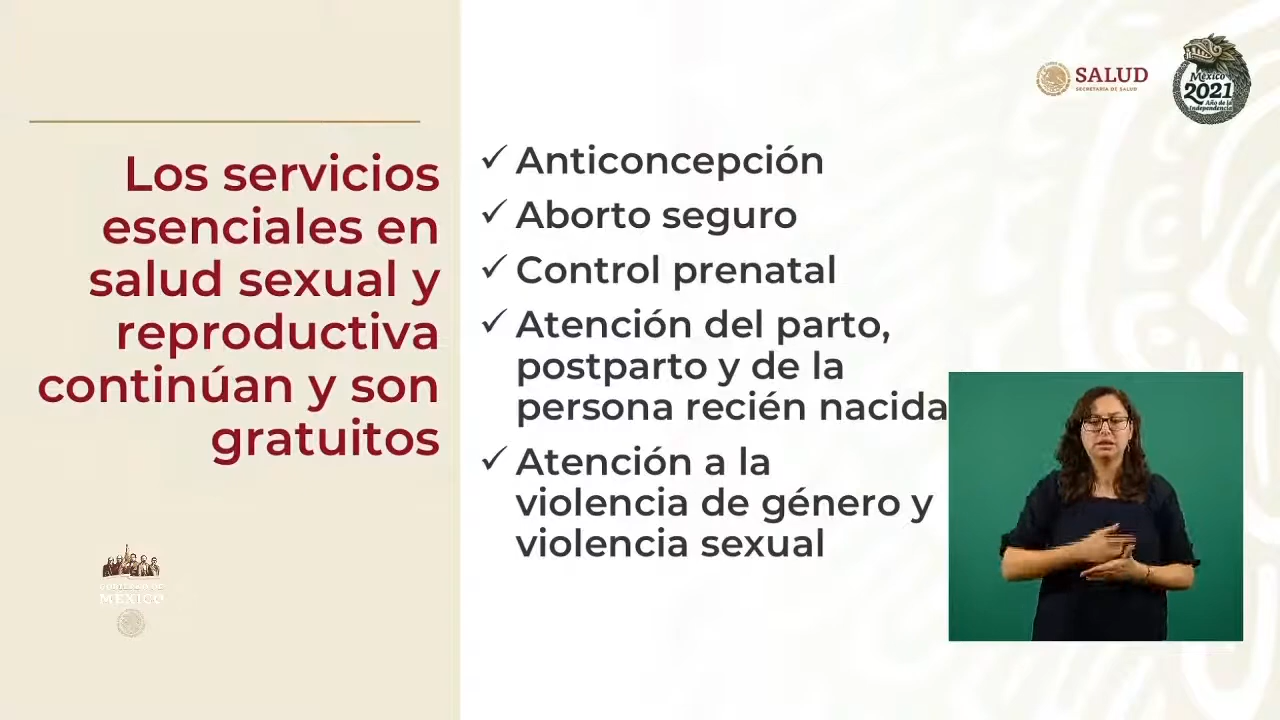 Los servicios
esenciales en
salud sexual y
reproductiva
continúan y son
gratuitos
✓ Anticoncepción
✓ Aborto seguro
✓ Control prenatal
✓ Atención del parto,
postparto y de la
persona recién nacida
✓ Atención a la
violencia de género y
violencia sexual
SALUD
SECRETARÍA DE SALUD
México
2021
Año de la
Independencia
GOBIERNO DE
MÉXICO